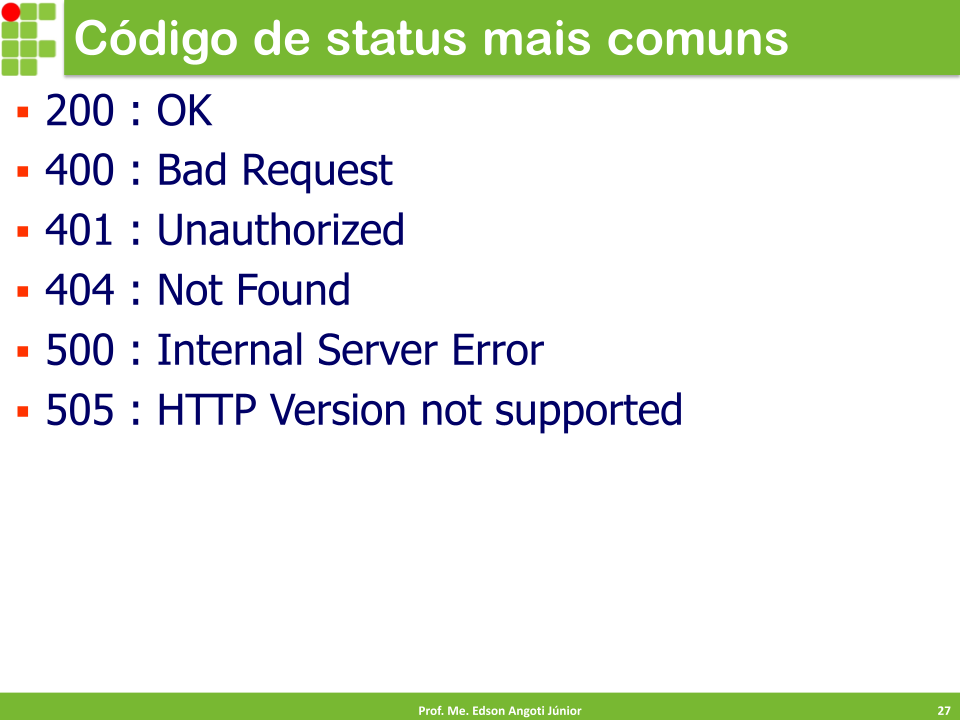 Código de status mais comuns
▪ 200 : OK
▪ 400 : Bad Request
▪ 401 : Unauthorized
▪ 404 : Not Found
▪ 500 : Internal Server Error
▪ 505 : HTTP Version not supported
Prof. Me. Edson Angoti Júnior 27